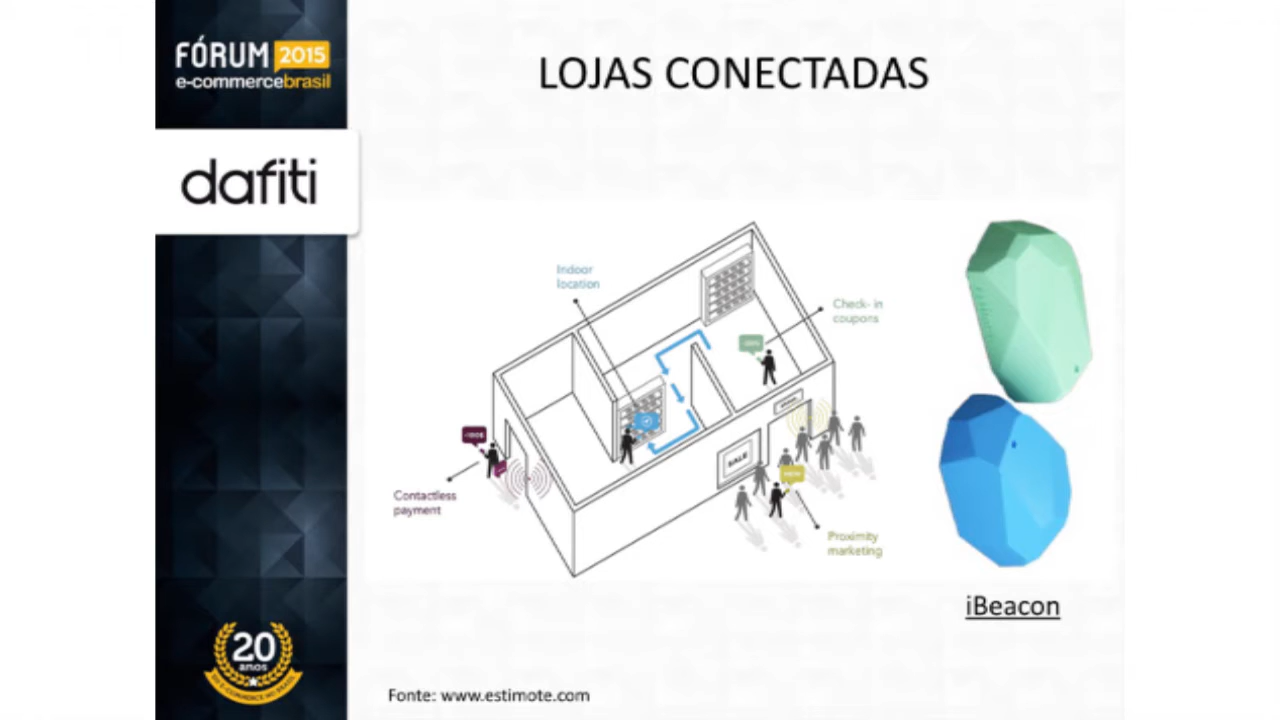 FÓRUM 2015
e-commercebrasil
dafiti
LOJAS CONECTADAS
Indoor
location
Check- in
coupons
SALE
Contactless
payment
Proximity
marketing
iBeacon
20
anos
Fonte: www.estimote.com